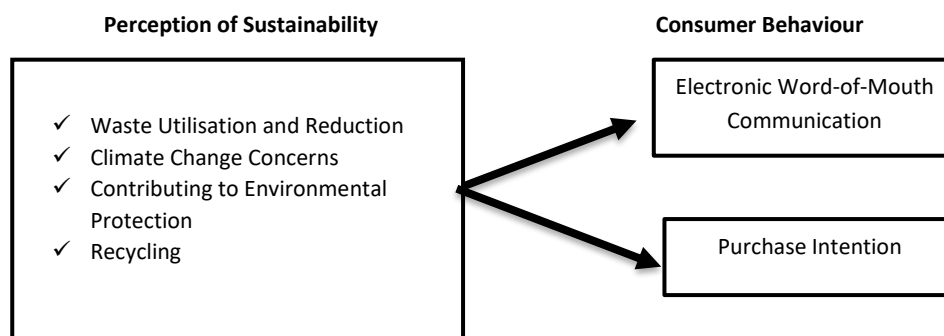 Perception of Sustainability
Consumer Behaviour
✓ Waste Utilisation and Reduction
✓ Climate Change Concerns
✓ Contributing to Environmental
Protection
✓ Recycling
Electronic Word-of-Mouth
Communication
Purchase Intention